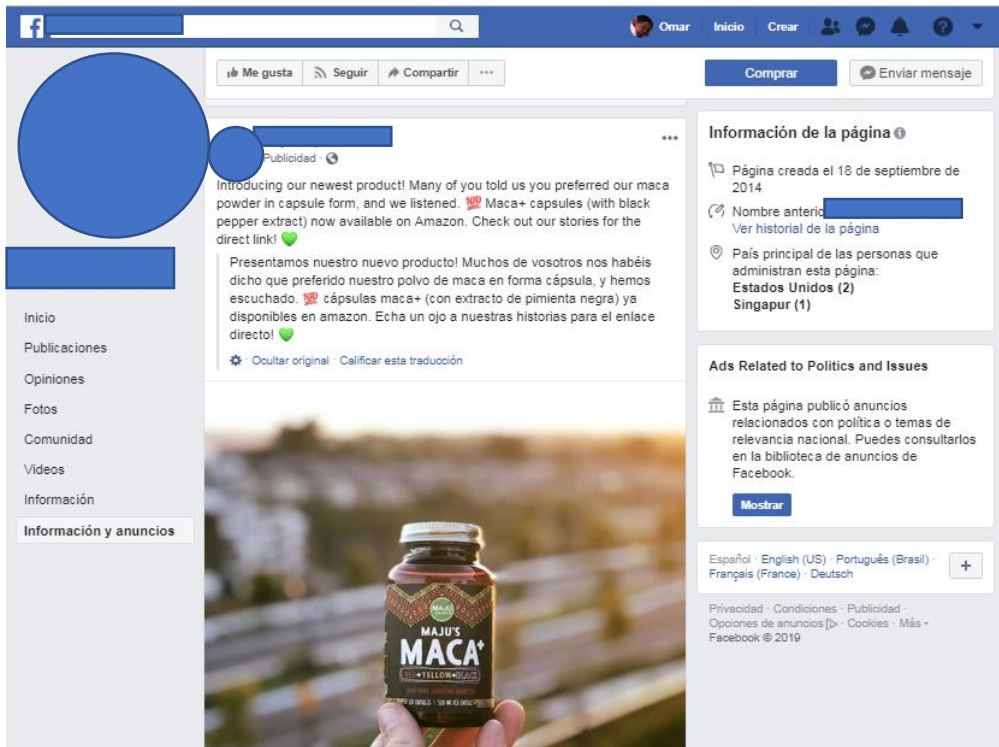 Omar Inicio Crear
Me gusta Seguir Compartir ...
Comprar Enviar mensaje
Publicidad
Introducing our newest product! Many of you told us you preferred our maca
powder in capsule form, and we listened. 💯 Maca+ capsules (with black
pepper extract) now available on Amazon. Check out our stories for the
direct link! 💚
Presentamos nuestro nuevo producto! Muchos de vosotros nos habéis
dicho que preferido nuestro polvo de maca en forma cápsula, y hemos
escuchado. 💯 cápsulas maca+ (con extracto de pimienta negra) ya
disponibles en amazon. Echa un ojo a nuestras historias para el enlace
directo! 💚
Ocultar original · Calificar esta traducción
MAJU
MAJU'S
MACA+
RED+YELLOW+BLACK
Inicio
Publicaciones
Opiniones
Fotos
Comunidad
Videos
Información
Información y anuncios
Información de la página
Página creada el 18 de septiembre de
2014
Nombre anterio
Ver historial de la página
País principal de las personas que
administran esta página:
Estados Unidos (2)
Singapur (1)
Ads Related to Politics and Issues
Esta página publicó anuncios
relacionados con política o temas de
relevancia nacional. Puedes consultarlos
en la biblioteca de anuncios de
Facebook.
Mostrar
Español · English (US) · Português (Brasil) ·
Français (France) · Deutsch
Privacidad · Condiciones · Publicidad ·
Opciones de anuncios · Cookies · Más
Facebook © 2019